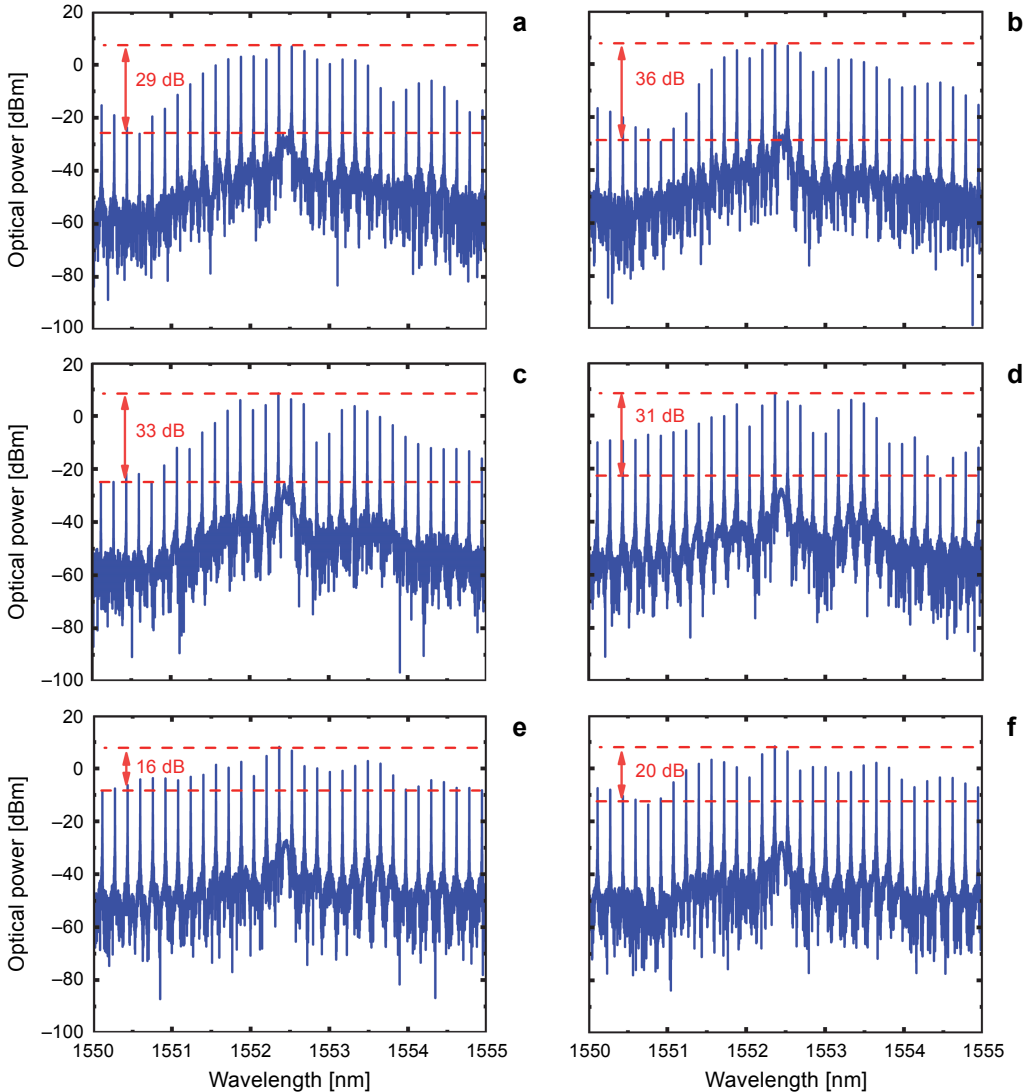 a
b
20
0
–20
–40
–60
–80
–100
Optical power [dBm]
29 dB
36 dB
c
d
20
0
–20
–40
–60
–80
–100
Optical power [dBm]
33 dB
31 dB
e
f
20
0
–20
–40
–60
–80
–100
Optical power [dBm]
16 dB
20 dB
1550 1551 1552 1553 1554 1555
1550 1551 1552 1553 1554 1555
Wavelength [nm]
Wavelength [nm]